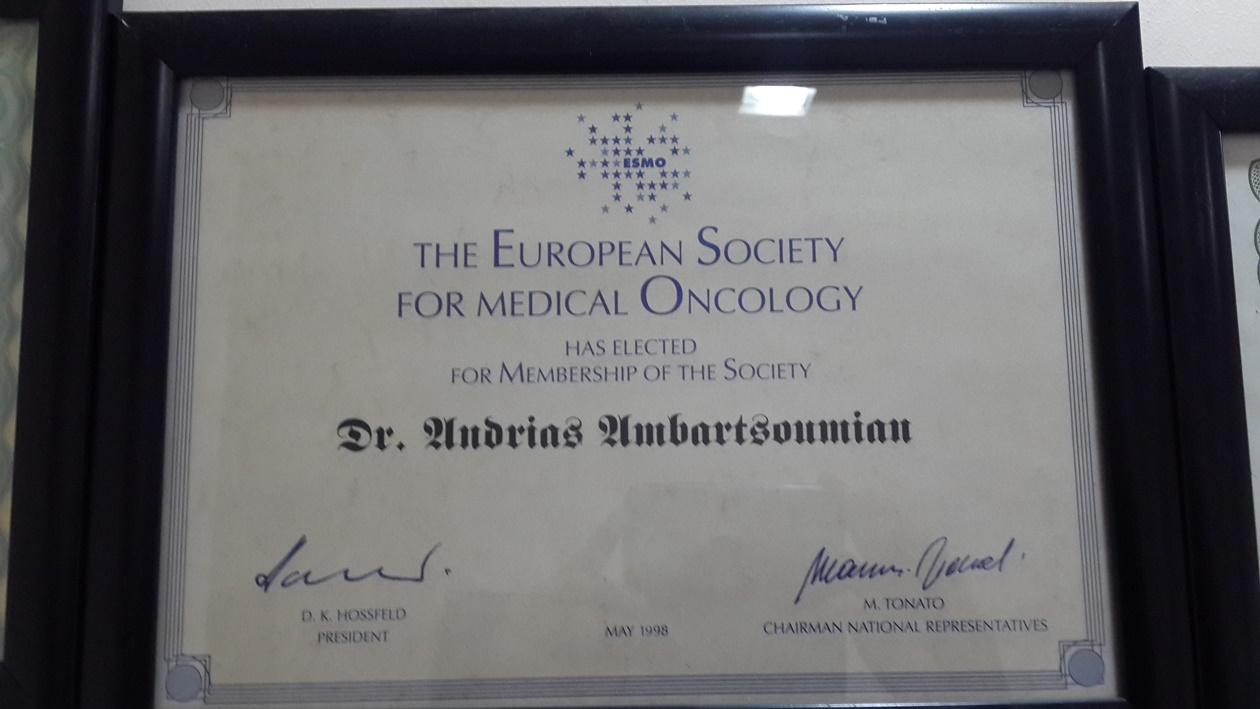 ESMO
THE EUROPEAN SOCIETY
FOR MEDICAL ONCOLOGY
HAS ELECTED
FOR MEMBERSHIP OF THE SOCIETY
Dr. Andrias Ambartsoumian
D. K. HOSSFELD
PRESIDENT
MAY 1998
M. TONATO
CHAIRMAN NATIONAL REPRESENTATIVES